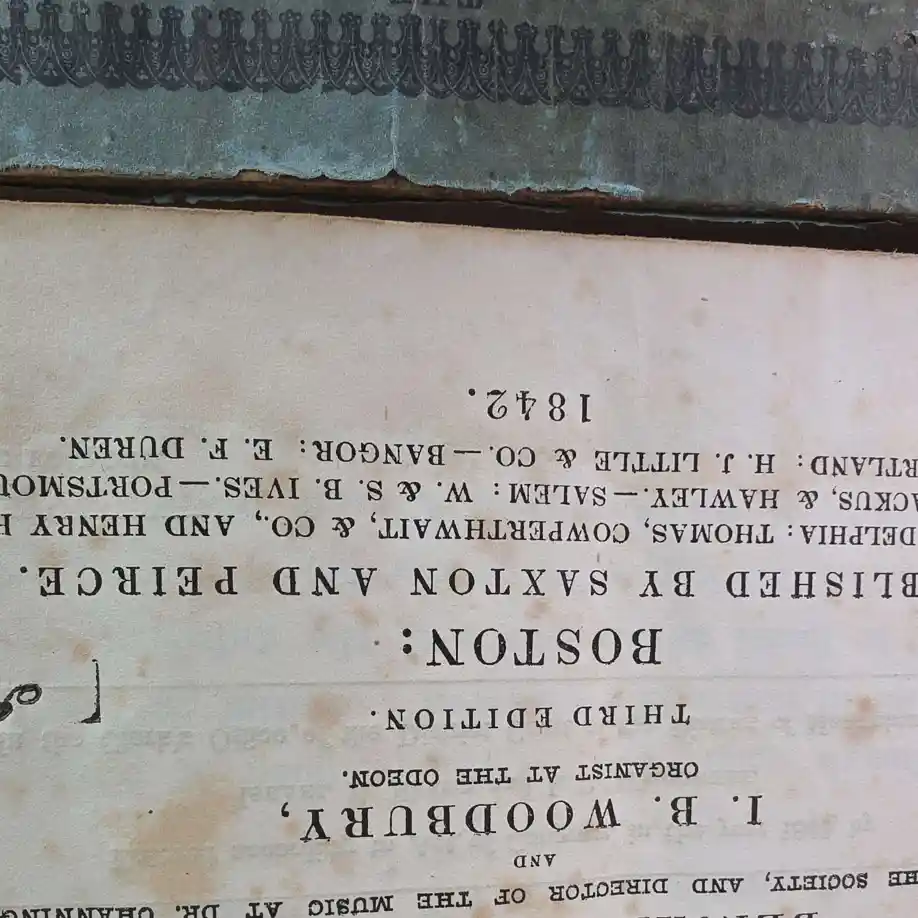 HE SOCIETY, AND DIRECTOR OF THE MUSIC AT DR. CHANNING
AND
I. B. WOODBURY,
ORGANIST AT THE ODEON.
THIRD EDITION.
BOSTON:
BLISHED BY SAXTON AND PEIRCE.
DELPHIA: THOMAS, COWPERTHWAIT, & CO., AND HENRY P
ACKUS, & HAWLEY.—SALEM: W. & S. B. IVES.—PORTSMOU
RTLAND: H. J. LITTLE & CO.—BANGOR: E. F. DUREN.
1842.